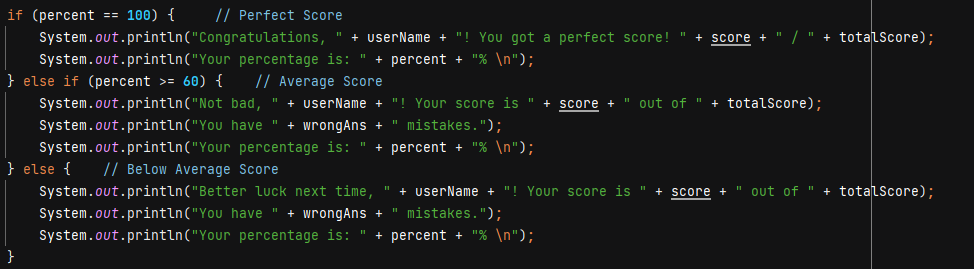 if (percent == 100) {     // Perfect Score
    System.out.println("Congratulations, " + userName + "! You got a perfect score! " + score + " / " + totalScore);
    System.out.println("Your percentage is: " + percent + "% \n");
} else if (percent >= 60) {    // Average Score
    System.out.println("Not bad, " + userName + "! Your score is " + score + " out of " + totalScore);
    System.out.println("You have " + wrongAns + " mistakes.");
    System.out.println("Your percentage is: " + percent + "% \n");
} else {    // Below Average Score
    System.out.println("Better luck next time, " + userName + "! Your score is " + score + " out of " + totalScore);
    System.out.println("You have " + wrongAns + " mistakes.");
    System.out.println("Your percentage is: " + percent + "% \n");
}